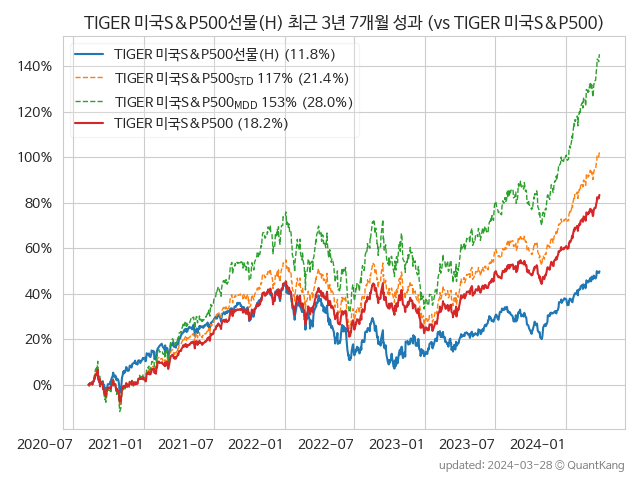 TIGER 미국S&P500선물(H) 최근 3년 7개월 성과 (vs TIGER 미국S&P500)
TIGER 미국S&P500선물(H) (11.8%)
TIGER 미국S&P500STD 117% (21.4%)
TIGER 미국S&P500MDD 153% (28.0%)
TIGER 미국S&P500 (18.2%)
140%
120%
100%
80%
60%
40%
20%
0%
2020-07 2021-01 2021-07 2022-01 2022-07 2023-01 2023-07 2024-01
updated: 2024-03-28 © QuantKang